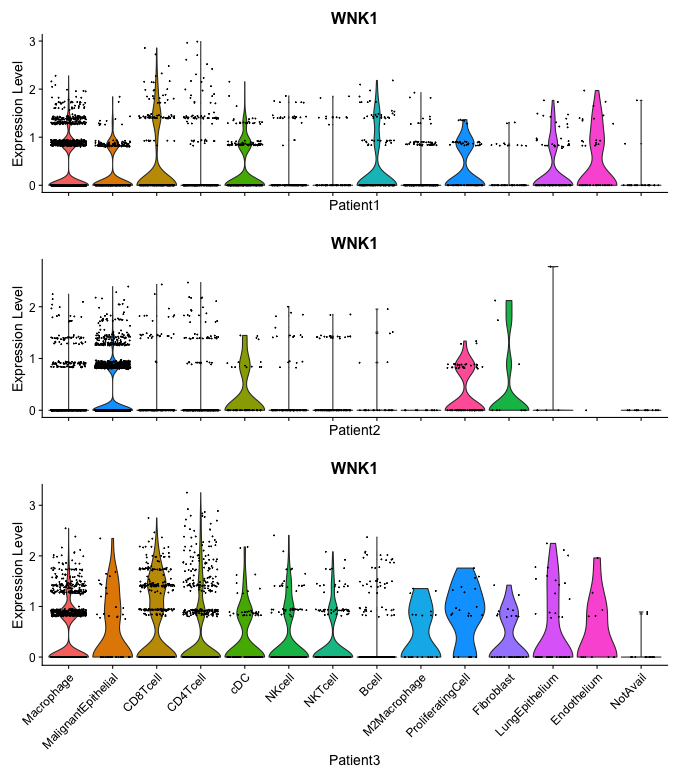 WNK1
Expression Level
3
2
1
0
Patient1
WNK1
Expression Level
2
1
0
Patient2
WNK1
Expression Level
3
2
1
0
Macrophage
MalignantEpithelial
CD8Tcell
CD4Tcell
cDC
NKcell
NKTcell
Bcell
M2Macrophage
ProliferatingCell
Fibroblast
LungEpithelium
Endothelium
NotAvail
Patient3